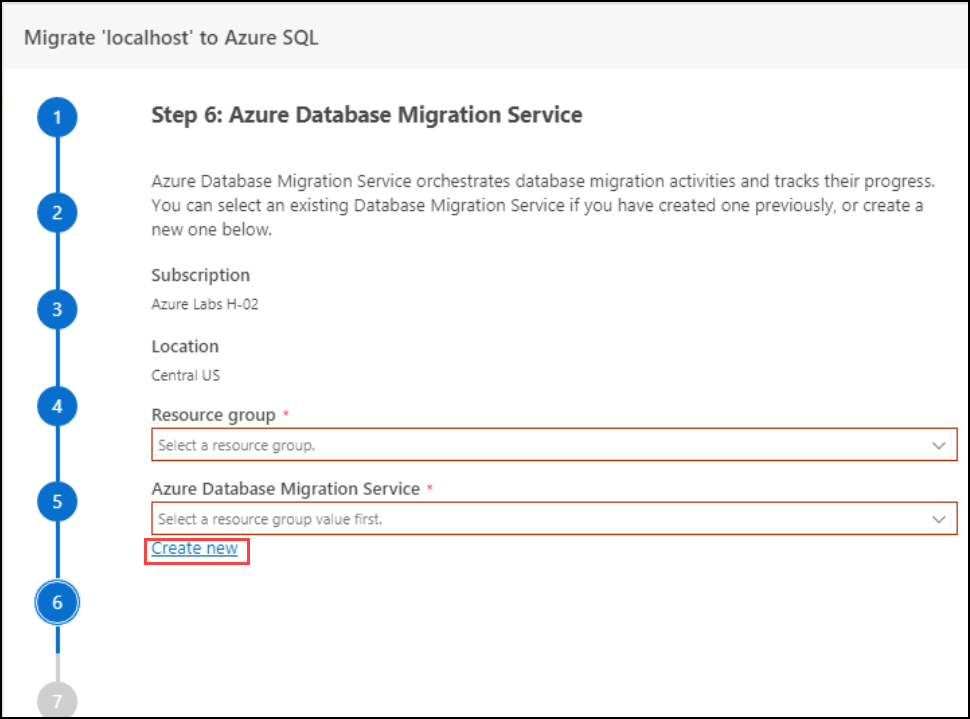 Migrate 'localhost' to Azure SQL
1
Step 6: Azure Database Migration Service
Azure Database Migration Service orchestrates database migration activities and tracks their progress.
2
You can select an existing Database Migration Service if you have created one previously, or create a
new one below.
Subscription
3
Azure Labs H-02
Location
Central US
4
Resource group *
Select a resource group.
5
Azure Database Migration Service *
Select a resource group value first.
Create new
6
7